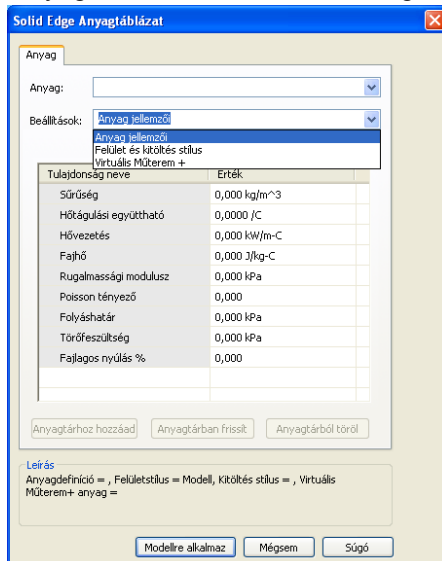 Solid Edge Anyagtáblázat
Anyag
Anyag:
Beállítások: Anyag jellemzői
Anyag jellemzői
Felület és kitöltés stílus
Virtuális Műterem +
Tulajdonság neve Érték
Sűrűség 0,000 kg/m^3
Hőtágulási együttható 0,0000 /C
Hővezetés 0,000 kW/m-C
Fajhő 0,000 J/kg-C
Rugalmassági modulusz 0,000 kPa
Poisson tényező 0,000
Folyáshatár 0,000 kPa
Törőfeszültség 0,000 kPa
Fajlagos nyúlás % 0,000
Anyagtárhoz hozzáad Anyagtárban frissít Anyagtárból töröl
Leírás
Anyagdefiníció = , Felületstílus = Modell, Kitöltés stílus = , Virtuális
Műterem+ anyag =
Modellre alkalmaz Mégsem Súgó